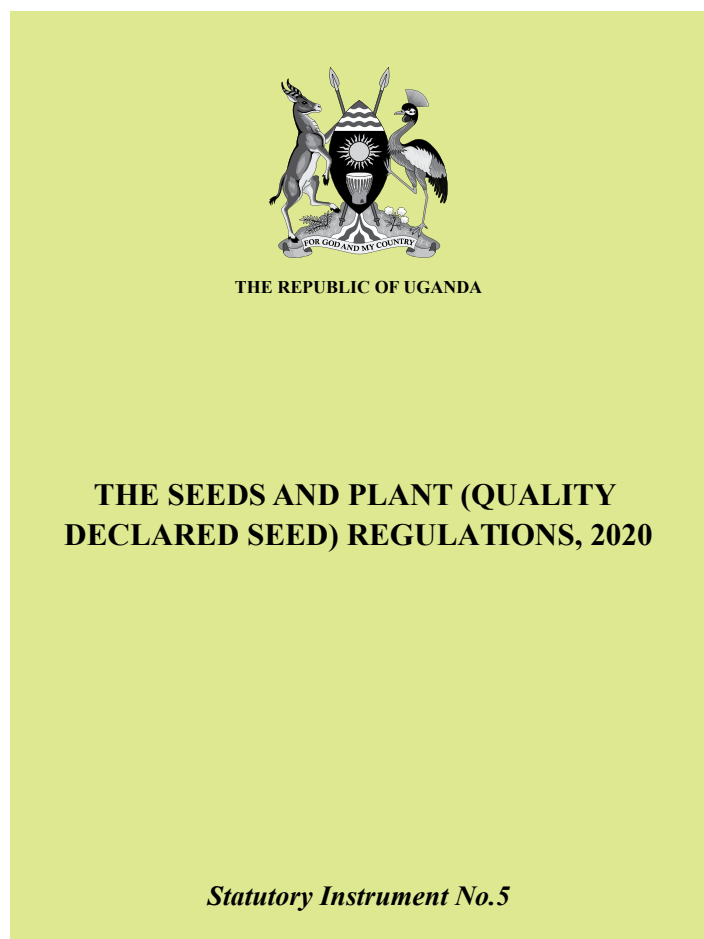 FOR GOD AND MY COUNTRY
THE REPUBLIC OF UGANDA
THE SEEDS AND PLANT (QUALITY
DECLARED SEED) REGULATIONS, 2020
Statutory Instrument No.5